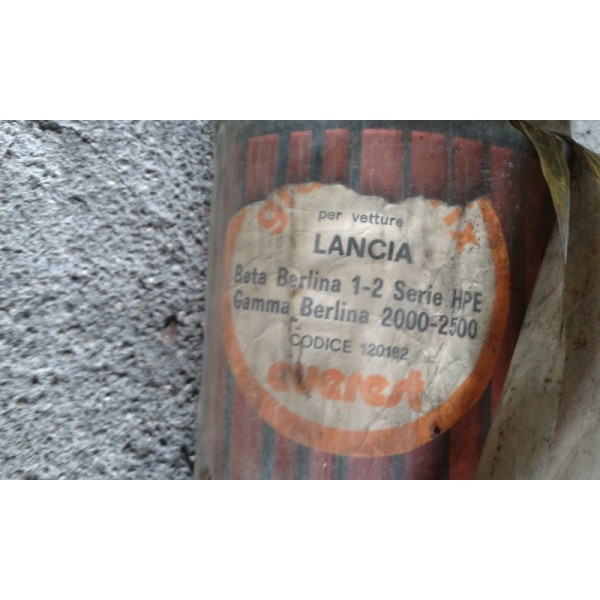 per vetture
LANCIA
Beta Berlina 1-2 Serie HPE
Gamma Berlina 2000-2500
CODICE 120182
everest